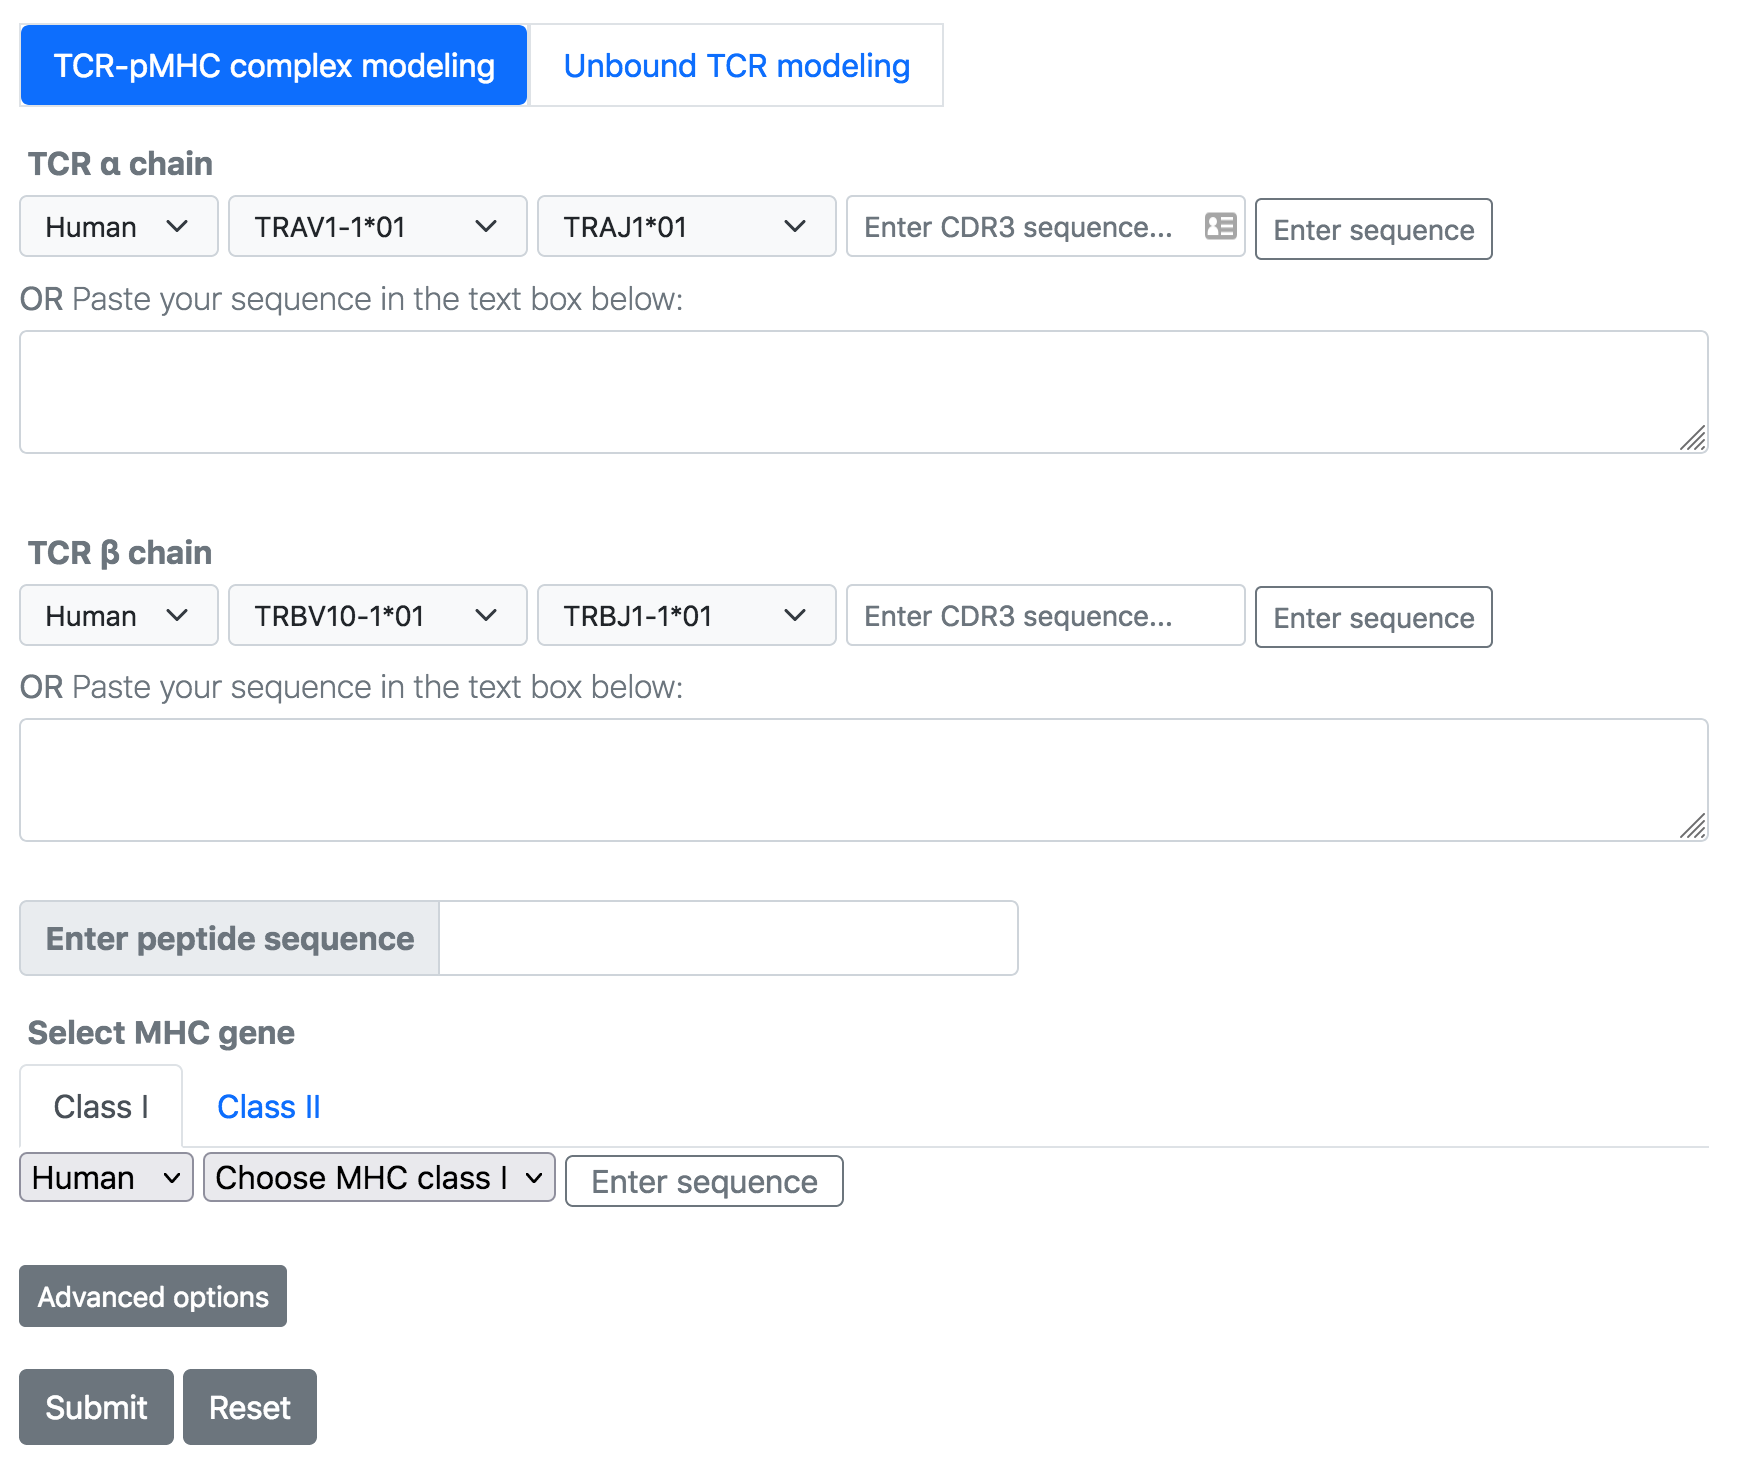 TCR-pMHC complex modeling Unbound TCR modeling
TCR α chain
Human TRAV1-1*01 TRAJ1*01 Enter CDR3 sequence... Enter sequence
OR Paste your sequence in the text box below:
TCR β chain
Human TRBV10-1*01 TRBJ1-1*01 Enter CDR3 sequence... Enter sequence
OR Paste your sequence in the text box below:
Enter peptide sequence
Select MHC gene
Class I Class II
Human Choose MHC class I Enter sequence
Advanced options
Submit Reset